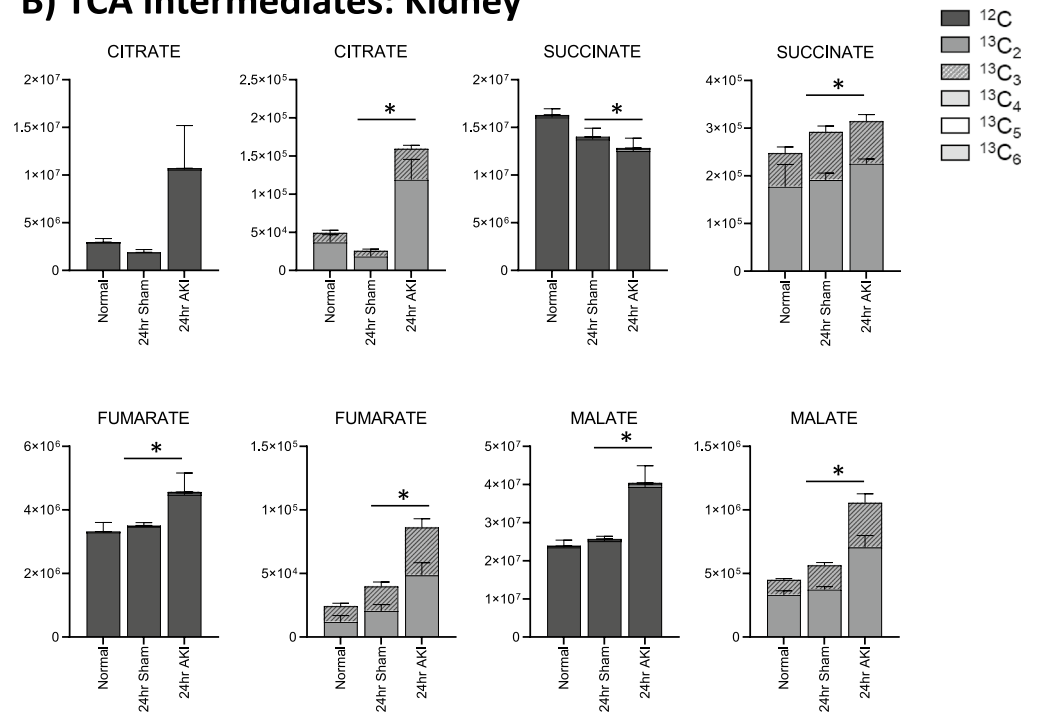 B) TCA Intermediates: Kidney
¹²C
¹³C₂
¹³C₃
¹³C₄
¹³C₅
¹³C₆
CITRATE
2×10⁷
1.5×10⁷
1×10⁷
5×10⁶
0
Normal
24hr Sham
24hr AKI
CITRATE
2.5×10⁵
2×10⁵
1.5×10⁵
1×10⁵
5×10⁴
0
*
Normal
24hr Sham
24hr AKI
SUCCINATE
2×10⁷
1.5×10⁷
1×10⁷
5×10⁶
0
*
Normal
24hr Sham
24hr AKI
SUCCINATE
4×10⁵
3×10⁵
2×10⁵
1×10⁵
0
*
Normal
24hr Sham
24hr AKI
FUMARATE
6×10⁶
4×10⁶
2×10⁶
0
*
Normal
24hr Sham
24hr AKI
FUMARATE
1.5×10⁵
1×10⁵
5×10⁴
0
*
Normal
24hr Sham
24hr AKI
MALATE
5×10⁷
4×10⁷
3×10⁷
2×10⁷
1×10⁷
0
*
Normal
24hr Sham
24hr AKI
MALATE
1.5×10⁶
1×10⁶
5×10⁵
0
*
Normal
24hr Sham
24hr AKI